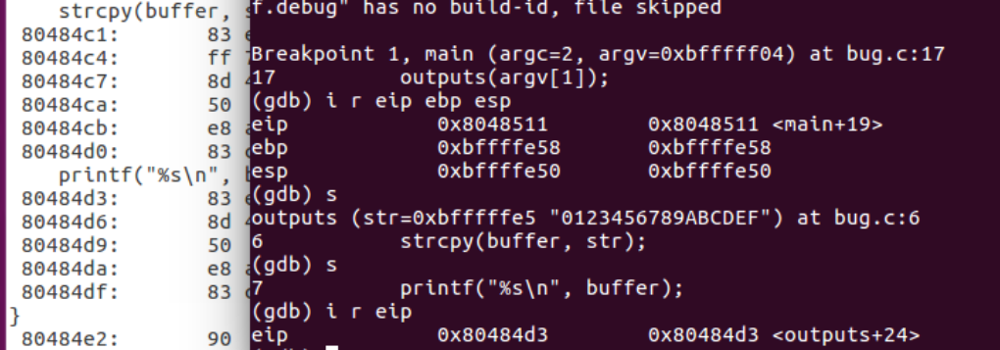 strcpy(buffer,
80484c1: 83
80484c4: ff
80484c7: 8d
80484ca: 50
80484cb: e8
80484d0: 83
printf("%s\n",
80484d3: 83
80484d6: 8d
80484d9: 50
80484da: e8
80484df: 83
}
80484e2: 90
f.debug" has no build-id, file skipped
Breakpoint 1, main (argc=2, argv=0xbfffff04) at bug.c:17
17 outputs(argv[1]);
(gdb) i r eip ebp esp
eip 0x8048511 0x8048511 <main+19>
ebp 0xbffffe58 0xbffffe58
esp 0xbffffe50 0xbffffe50
(gdb) s
outputs (str=0xbfffffe5 "0123456789ABCDEF") at bug.c:6
6 strcpy(buffer, str);
(gdb) s
7 printf("%s\n", buffer);
(gdb) i r eip
eip 0x80484d3 0x80484d3 <outputs+24>